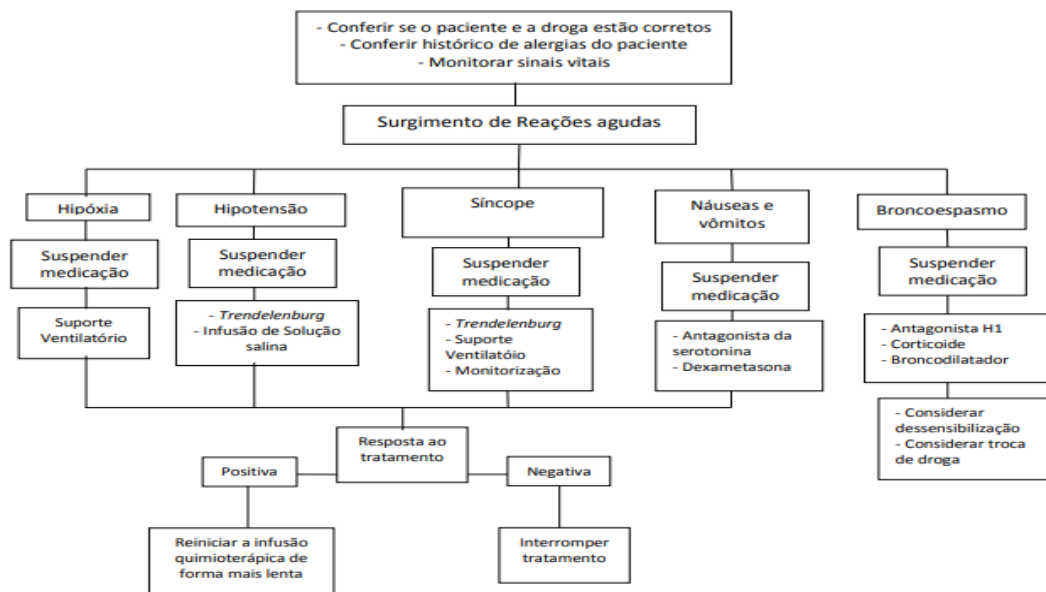 - Conferir se o paciente e a droga estão corretos
- Conferir histórico de alergias do paciente
- Monitorar sinais vitais
Surgimento de Reações agudas
Hipóxia
Suspender
medicação
Suporte
Ventilatório
Hipotensão
Suspender
medicação
- Trendelenburg
- Infusão de Solução
salina
Síncope
Suspender
medicação
- Trendelenburg
- Suporte
Ventilatóio
- Monitorização
Náuseas e
vômitos
Suspender
medicação
- Antagonista da
serotonina
- Dexametasona
Broncoespasmo
Suspender
medicação
- Antagonista H1
- Corticoide
- Broncodilatador
- Considerar
dessensibilização
- Considerar troca
de droga
Resposta ao
tratamento
Positiva
Negativa
Reiniciar a infusão
quimioterápica de
forma mais lenta
Interromper
tratamento